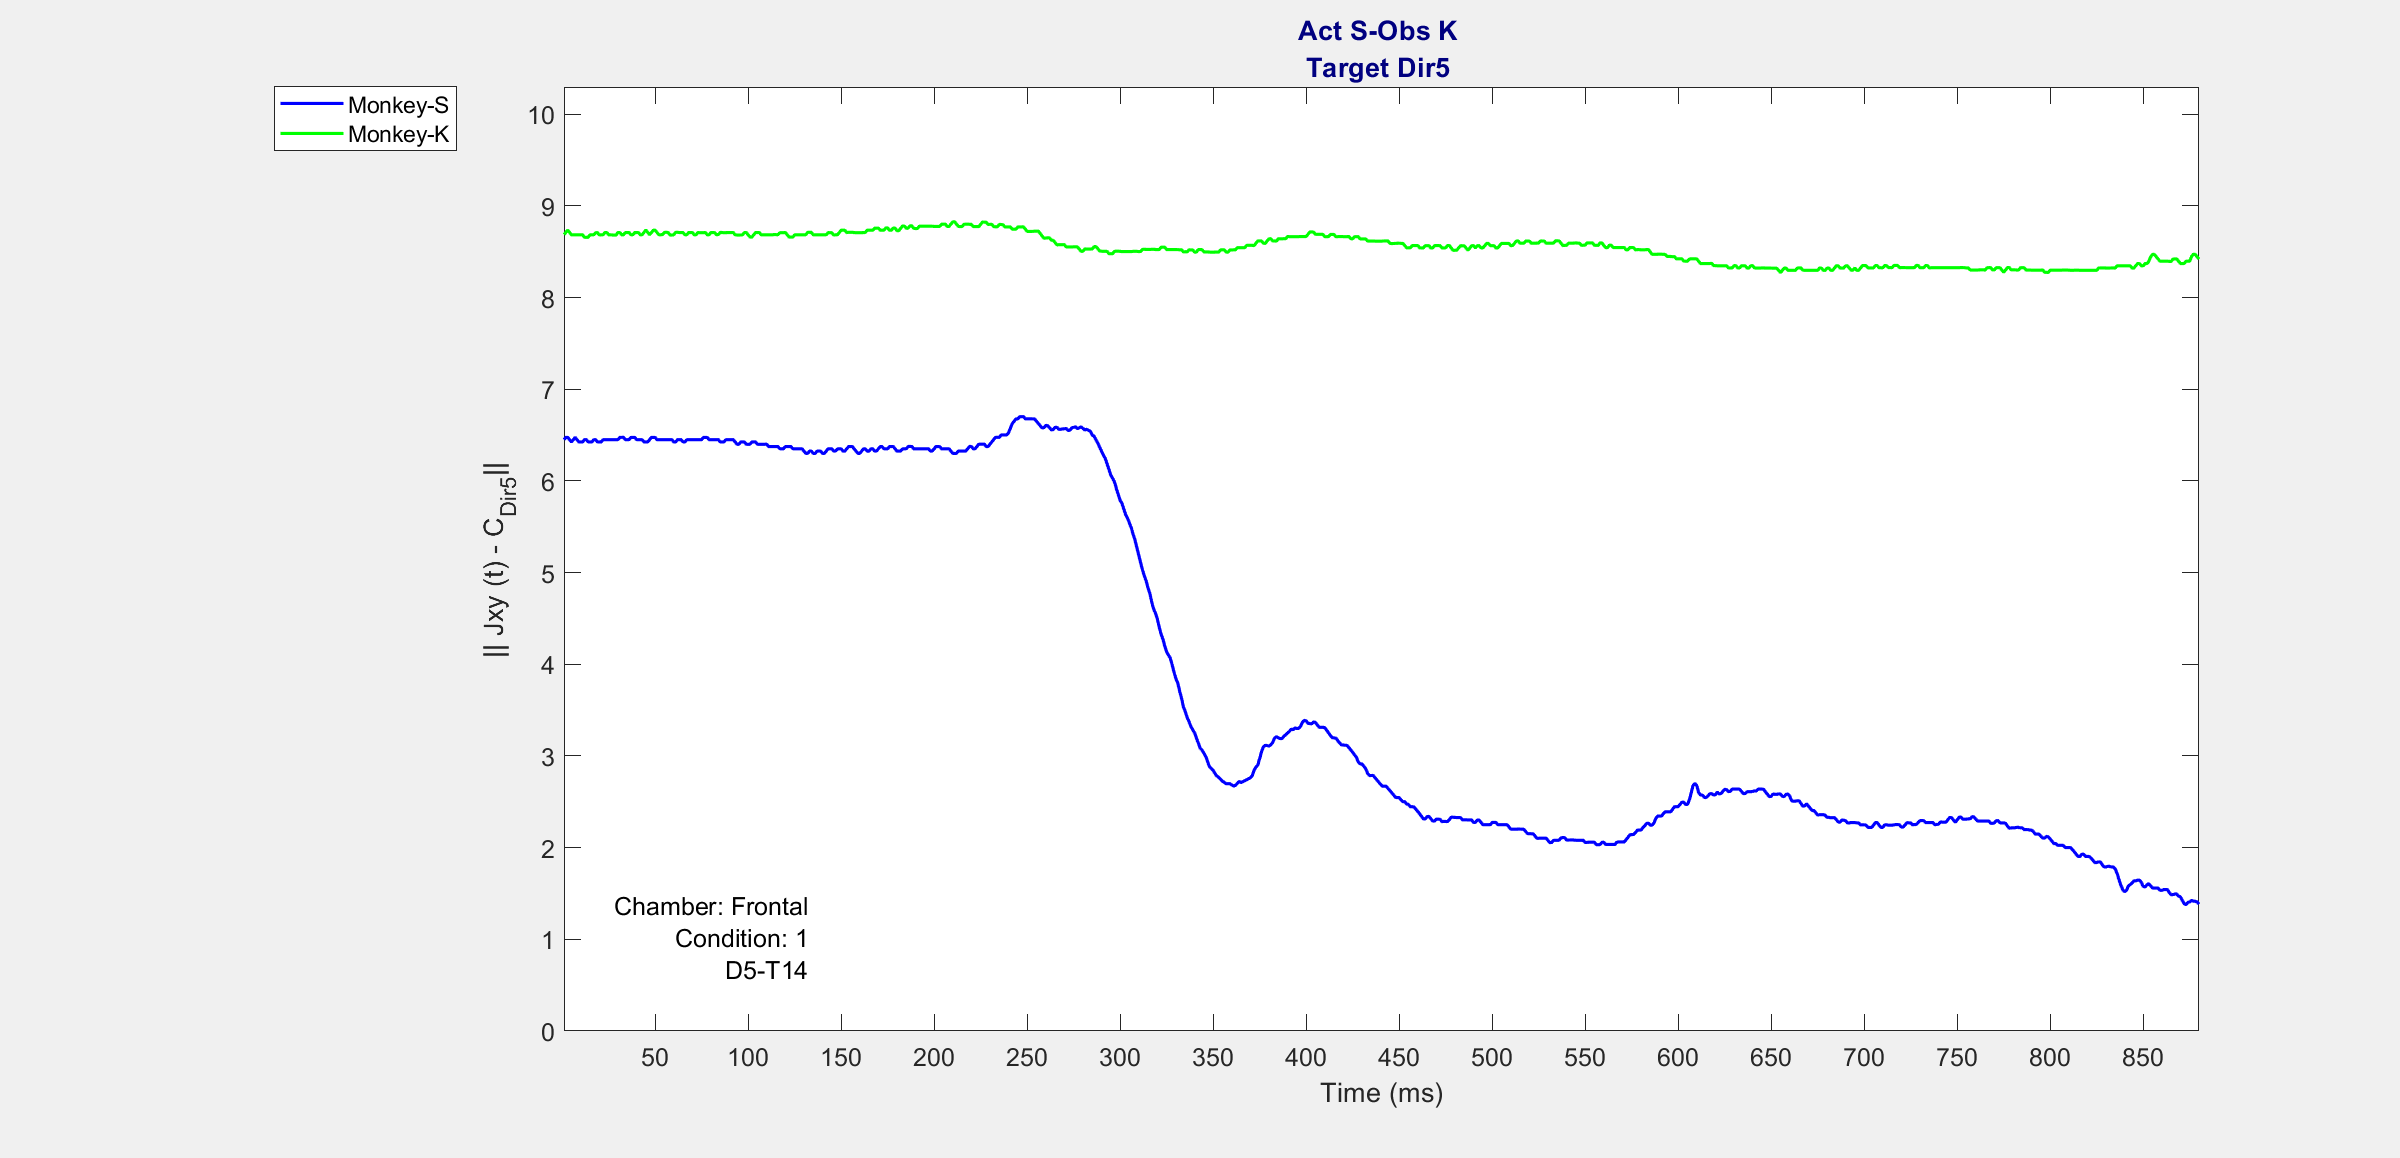 Act S-Obs K
Target Dir5
Monkey-S
Monkey-K
10
9
8
7
6
5
4
3
2
1
0
|| Jxy (t) - C_Dir5||
Chamber: Frontal
Condition: 1
D5-T14
50 100 150 200 250 300 350 400 450 500 550 600 650 700 750 800 850
Time (ms)